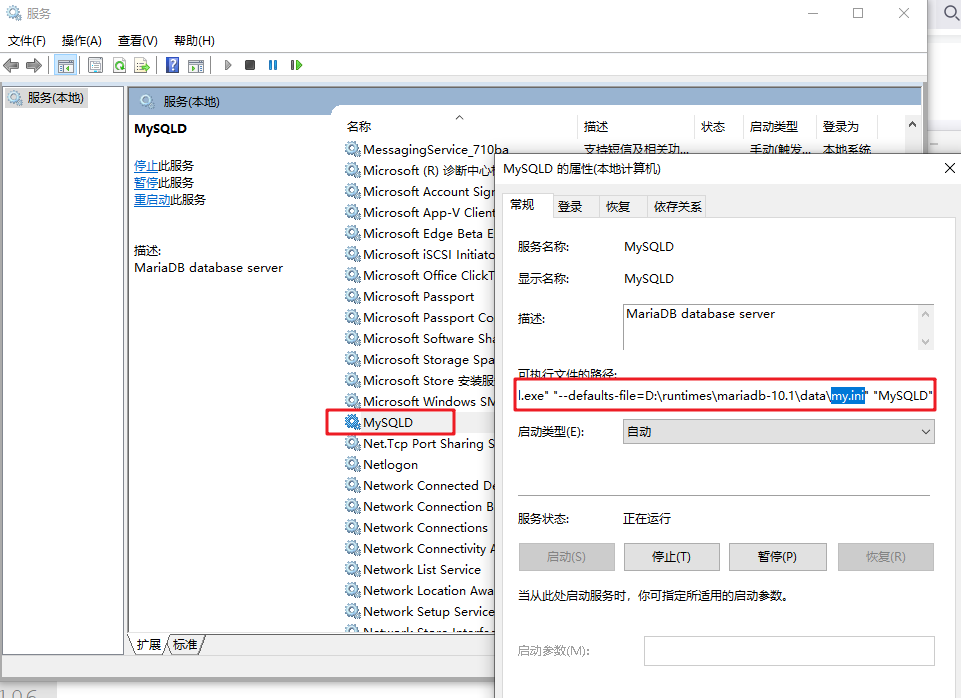 服务
文件(F) 操作(A) 查看(V) 帮助(H)
服务(本地)
服务(本地)
MySQLD
停止此服务
暂停此服务
重启动此服务
描述:
MariaDB database server
名称 描述 状态 启动类型 登录为
MessagingService_710ba 支持短信及相关功... 手动(触发... 本地系统
Microsoft (R) 诊断中心
Microsoft Account Sign
Microsoft App-V Client
Microsoft Edge Beta E
Microsoft iSCSI Initiato
Microsoft Office ClickT
Microsoft Passport
Microsoft Passport Co
Microsoft Software Sha
Microsoft Storage Spa
Microsoft Store 安装服
Microsoft Windows SM
MySQLD
Net.Tcp Port Sharing S
Netlogon
Network Connected De
Network Connection B
Network Connections
Network Connectivity A
Network List Service
Network Location Awa
Network Setup Service
Network Store Interfac
扩展 标准
MySQLD 的属性(本地计算机)
常规 登录 恢复 依存关系
服务名称: MySQLD
显示名称: MySQLD
描述: MariaDB database server
可执行文件的路径:
l.exe" "--defaults-file=D:\runtimes\mariadb-10.1\data\my.ini" "MySQLD"
启动类型(E): 自动
服务状态: 正在运行
启动(S) 停止(T) 暂停(P) 恢复(R)
当从此处启动服务时，你可指定所适用的启动参数。
启动参数(M):